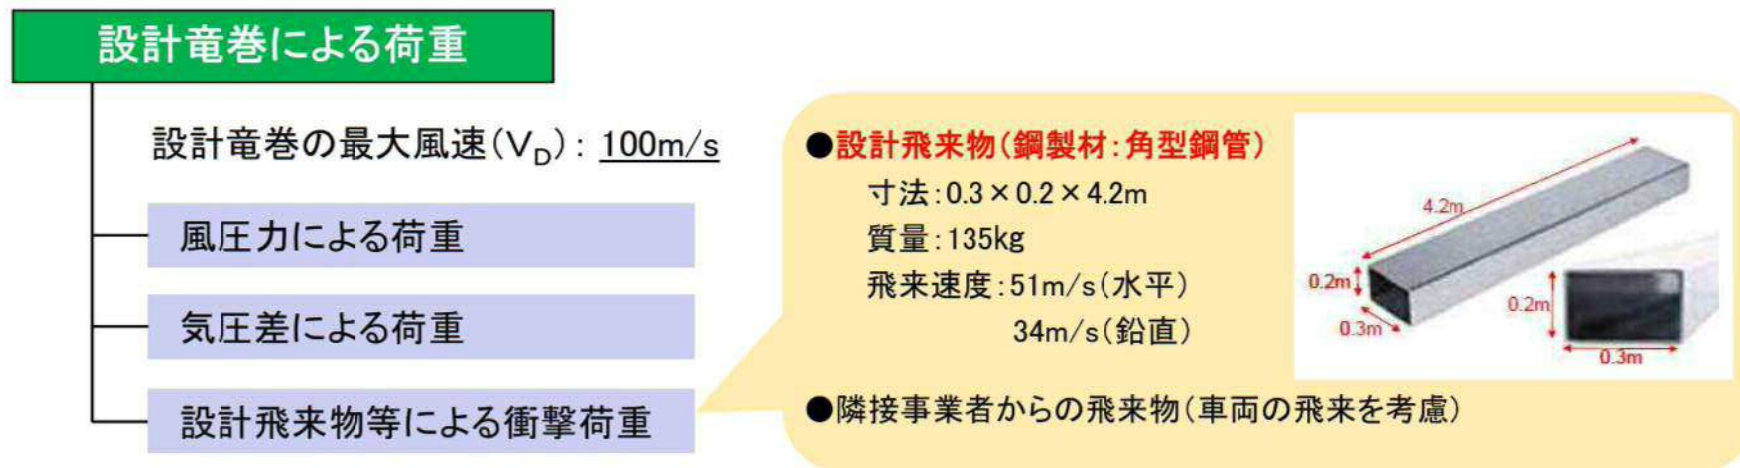 設計竜巻による荷重
設計竜巻の最大風速(VD): 100m/s
風圧力による荷重
気圧差による荷重
設計飛来物等による衝撃荷重
●設計飛来物(鋼製材:角型鋼管)
寸法:0.3×0.2×4.2m
質量:135kg
飛来速度:51m/s(水平)
34m/s(鉛直)
●隣接事業者からの飛来物(車両の飛来を考慮)
4.2m
0.2m
0.3m
0.2m
0.3m